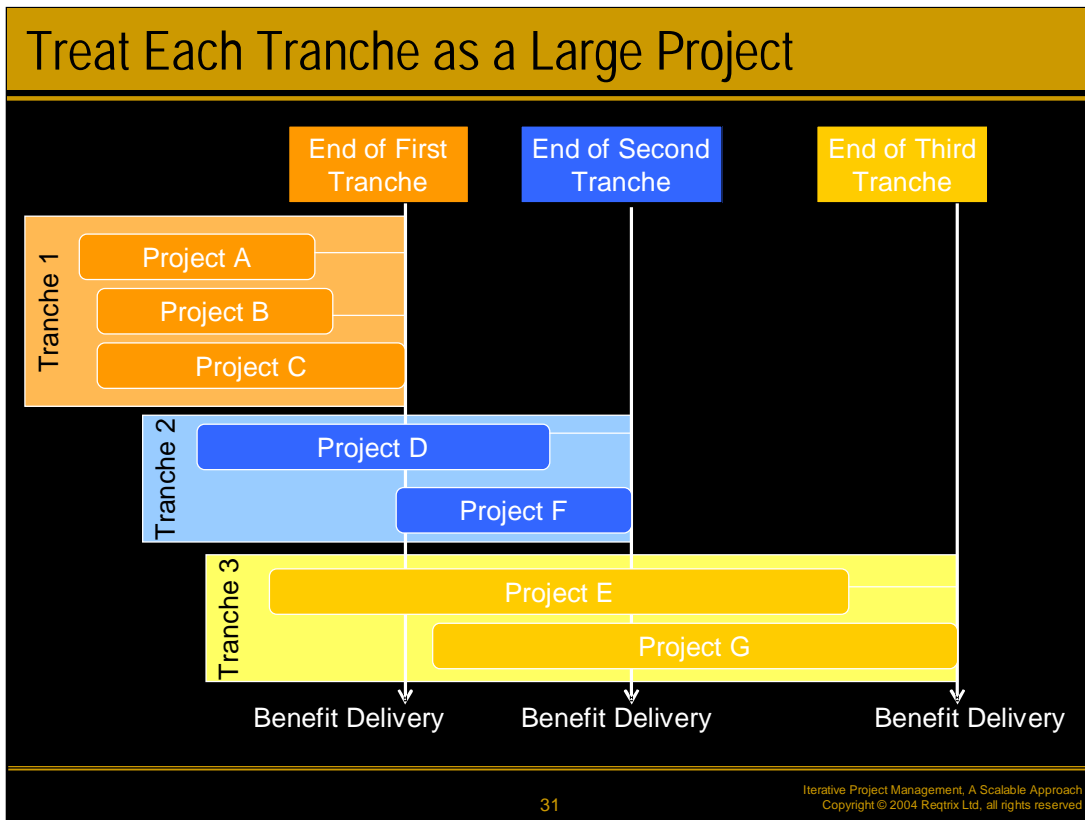 Treat Each Tranche as a Large Project
End of First
Tranche
End of Second
Tranche
End of Third
Tranche
Tranche 1
Project A
Project B
Project C
Tranche 2
Project D
Project F
Tranche 3
Project E
Project G
Benefit Delivery
Benefit Delivery
Benefit Delivery
31
Iterative Project Management, A Scalable Approach
Copyright © 2004 Reqtrix Ltd, all rights reserved